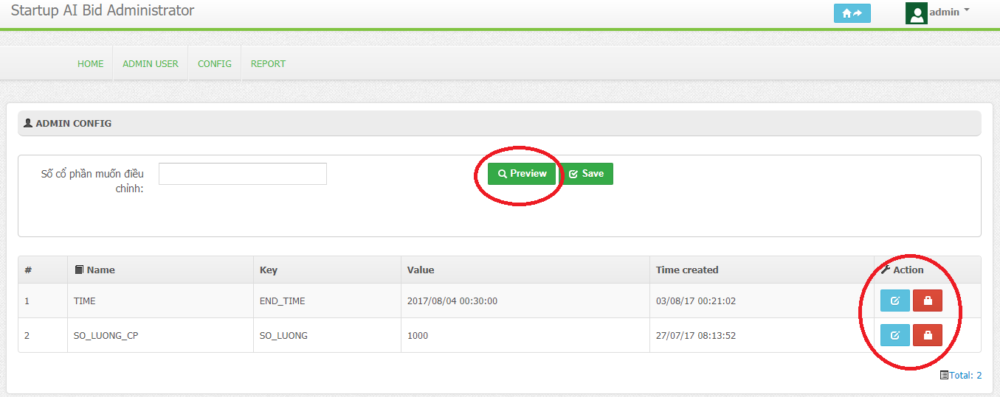 Startup AI Bid Administrator
admin
HOME ADMIN USER CONFIG REPORT
ADMIN CONFIG
Số cổ phần muốn điều
chỉnh:
Preview Save
# Name Key Value Time created Action
1 TIME END_TIME 2017/08/04 00:30:00 03/08/17 00:21:02
2 SO_LUONG_CP SO_LUONG 1000 27/07/17 08:13:52
Total: 2